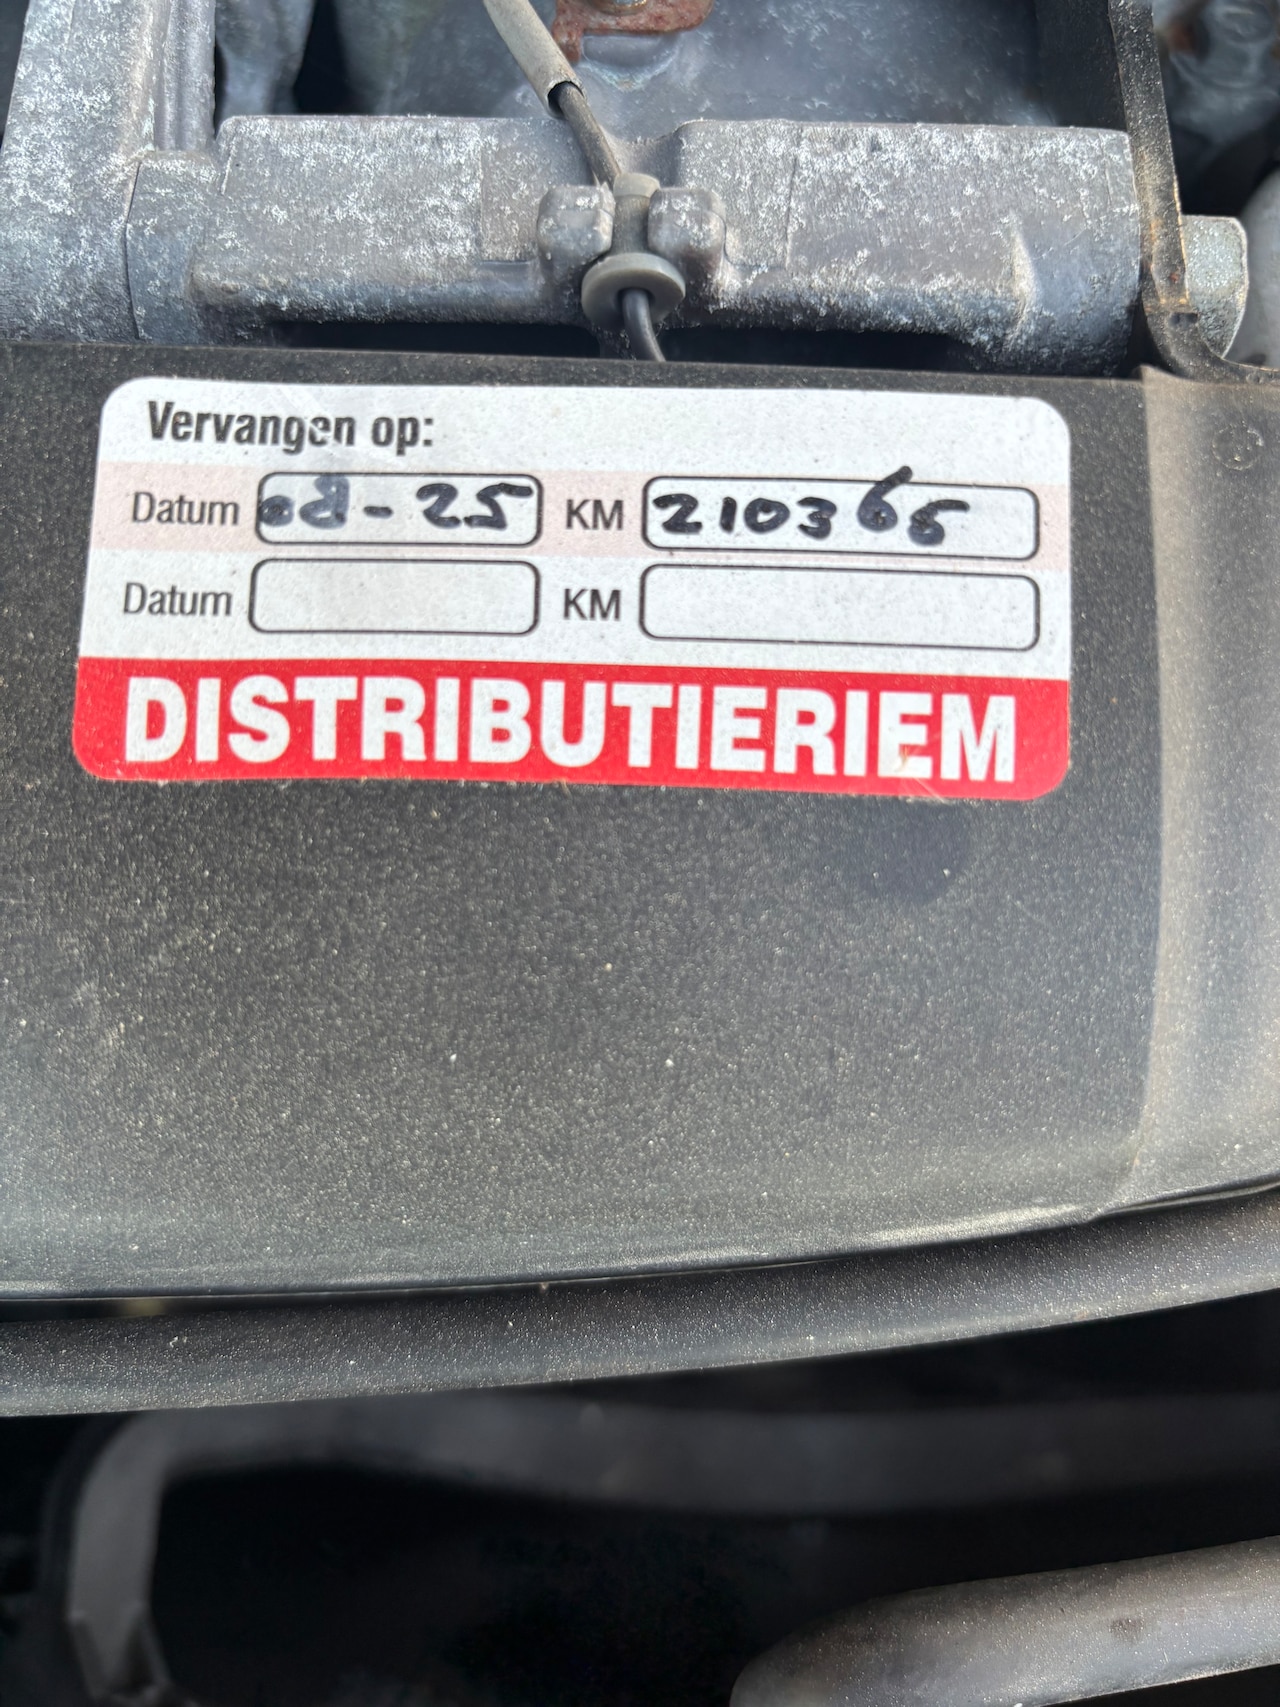 Vervangen op:
Datum 08-25 KM 210365
Datum KM
DISTRIBUTIERIEM